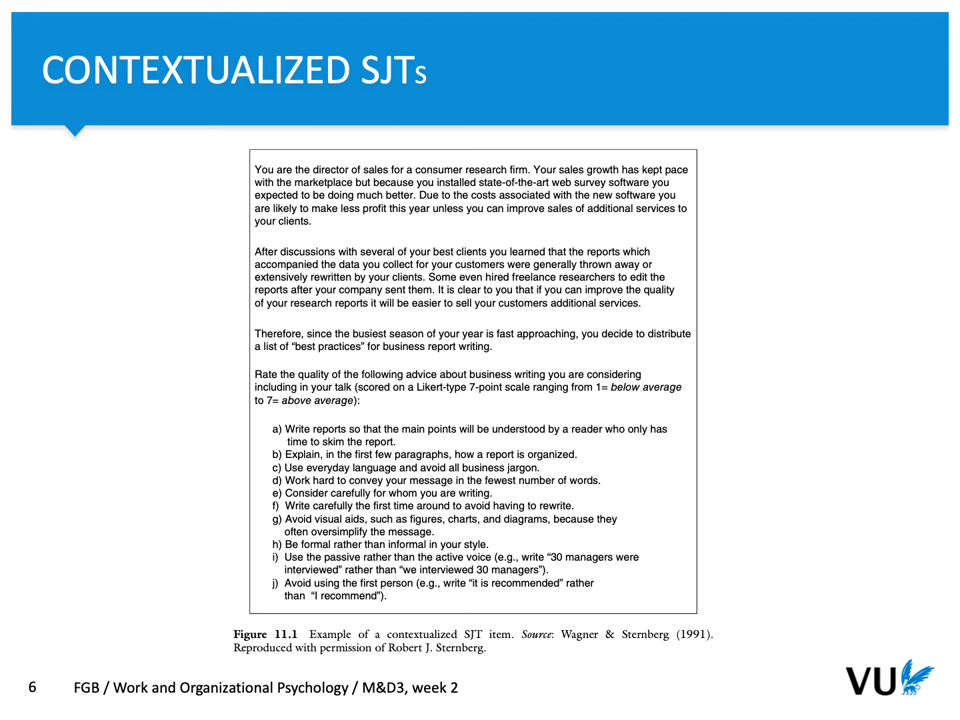 CONTEXTUALIZED SJTs
You are the director of sales for a consumer research firm. Your sales growth has kept pace
with the marketplace but because you installed state-of-the-art web survey software you
expected to be doing much better. Due to the costs associated with the new software you
are likely to make less profit this year unless you can improve sales of additional services to
your clients.
After discussions with several of your best clients you learned that the reports which
accompanied the data you collect for your customers were generally thrown away or
extensively rewritten by your clients. Some even hired freelance researchers to edit the
reports after your company sent them. It is clear to you that if you can improve the quality
of your research reports it will be easier to sell your customers additional services.
Therefore, since the busiest season of your year is fast approaching, you decide to distribute
a list of “best practices” for business report writing.
Rate the quality of the following advice about business writing you are considering
including in your talk (scored on a Likert-type 7-point scale ranging from 1= below average
to 7= above average):
a) Write reports so that the main points will be understood by a reader who only has
time to skim the report.
b) Explain, in the first few paragraphs, how a report is organized.
c) Use everyday language and avoid all business jargon.
d) Work hard to convey your message in the fewest number of words.
e) Consider carefully for whom you are writing.
f) Write carefully the first time around to avoid having to rewrite.
g) Avoid visual aids, such as figures, charts, and diagrams, because they
often oversimplify the message.
h) Be formal rather than informal in your style.
i) Use the passive rather than the active voice (e.g., write “30 managers were
interviewed” rather than “we interviewed 30 managers”).
j) Avoid using the first person (e.g., write “it is recommended” rather
than “I recommend”).
Figure 11.1 Example of a contextualized SJT item. Source: Wagner & Sternberg (1991).
Reproduced with permission of Robert J. Sternberg.
6 FGB / Work and Organizational Psychology / M&D3, week 2
VU